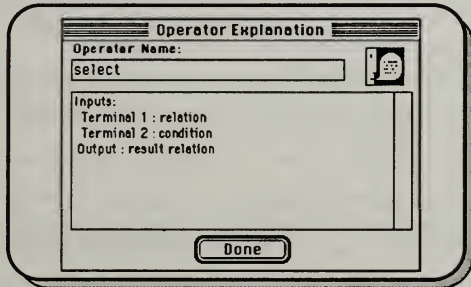 Operator Explanation
Operator Name:
select
Inputs:
Terminal 1 : relation
Terminal 2 : condition
Output : result relation
Done